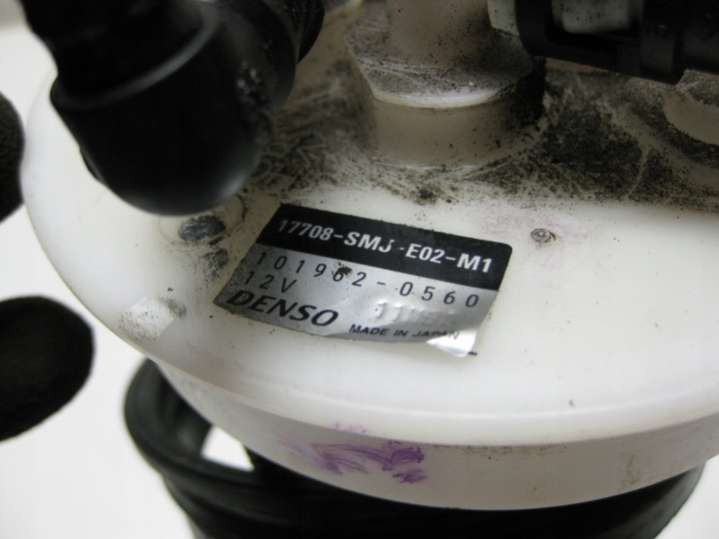 17708-SMJ-E02-M1
101962-0560
12V
DENSO MADE IN JAPAN